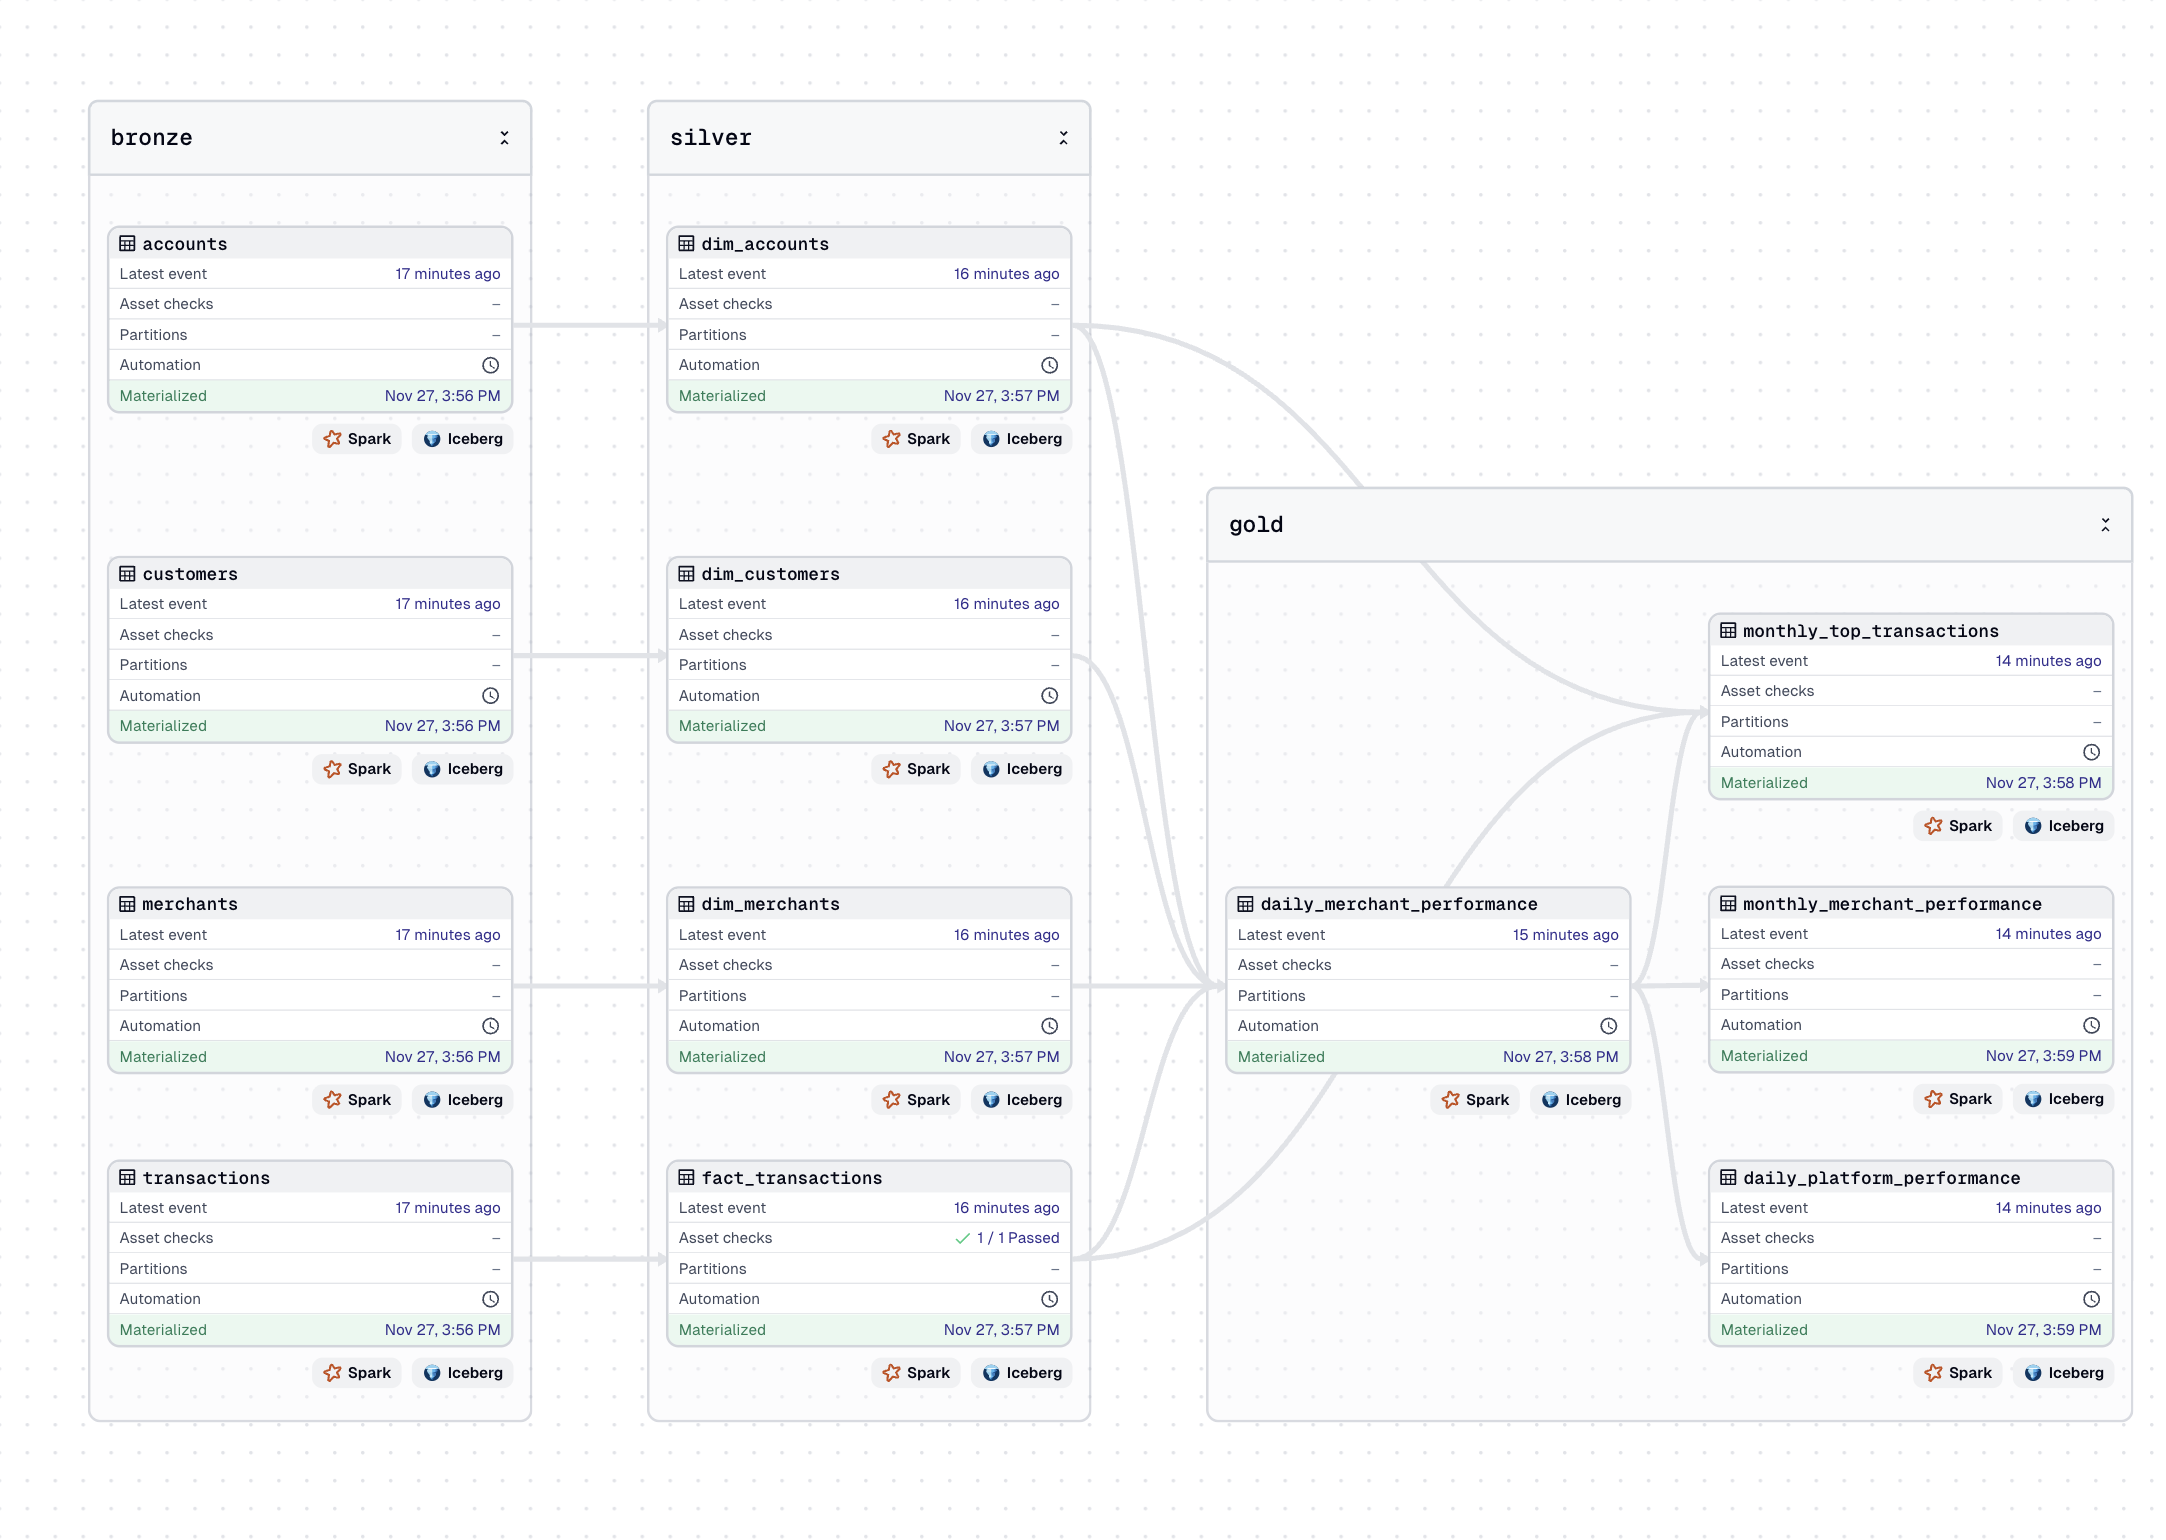 bronze
accounts
Latest event 17 minutes ago
Asset checks –
Partitions –
Automation
Materialized Nov 27, 3:56 PM
Spark Iceberg
customers
Latest event 17 minutes ago
Asset checks –
Partitions –
Automation
Materialized Nov 27, 3:56 PM
Spark Iceberg
merchants
Latest event 17 minutes ago
Asset checks –
Partitions –
Automation
Materialized Nov 27, 3:56 PM
Spark Iceberg
transactions
Latest event 17 minutes ago
Asset checks –
Partitions –
Automation
Materialized Nov 27, 3:56 PM
Spark Iceberg
silver
dim_accounts
Latest event 16 minutes ago
Asset checks –
Partitions –
Automation
Materialized Nov 27, 3:57 PM
Spark Iceberg
dim_customers
Latest event 16 minutes ago
Asset checks –
Partitions –
Automation
Materialized Nov 27, 3:57 PM
Spark Iceberg
dim_merchants
Latest event 16 minutes ago
Asset checks –
Partitions –
Automation
Materialized Nov 27, 3:57 PM
Spark Iceberg
fact_transactions
Latest event 16 minutes ago
Asset checks 1 / 1 Passed
Partitions –
Automation
Materialized Nov 27, 3:57 PM
Spark Iceberg
gold
daily_merchant_performance
Latest event 15 minutes ago
Asset checks –
Partitions –
Automation
Materialized Nov 27, 3:58 PM
Spark Iceberg
monthly_top_transactions
Latest event 14 minutes ago
Asset checks –
Partitions –
Automation
Materialized Nov 27, 3:58 PM
Spark Iceberg
monthly_merchant_performance
Latest event 14 minutes ago
Asset checks –
Partitions –
Automation
Materialized Nov 27, 3:59 PM
Spark Iceberg
daily_platform_performance
Latest event 14 minutes ago
Asset checks –
Partitions –
Automation
Materialized Nov 27, 3:59 PM
Spark Iceberg